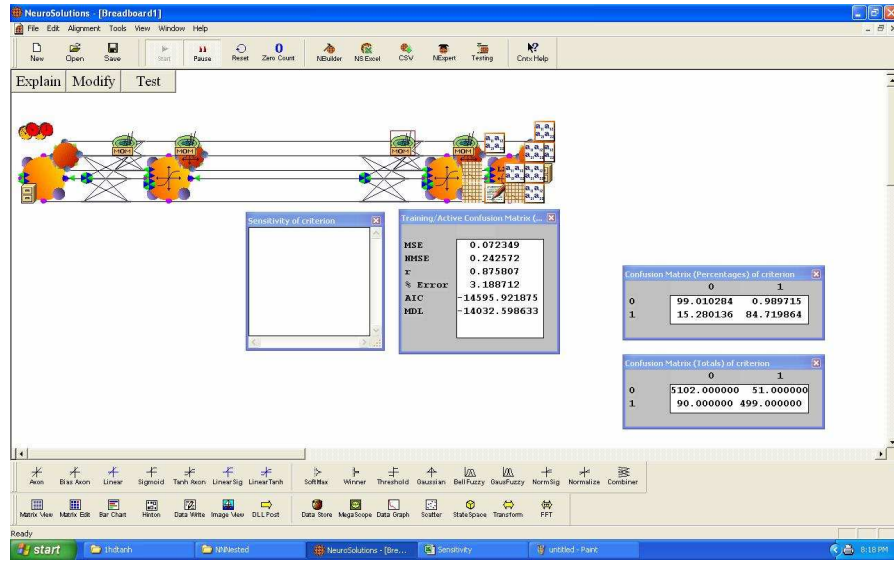 NeuroSolutions - [Breadboard1]
File Edit Alignment Tools View Window Help
New Open Save Start Pause Reset Zero Count NBuilder NS Excel CSV NExpert Testing Cntx Help
Explain Modify Test
MOM MOM MOM MOM
Sensitivity of criterion
Training/Active Confusion Matrix (...
MSE 0.072349
NMSE 0.242572
r 0.875807
% Error 3.188712
AIC -14595.921875
MDL -14032.598633
Confusion Matrix (Percentages) of criterion
0 1
0 99.010284 0.989715
1 15.280136 84.719864
Confusion Matrix (Totals) of criterion
0 1
0 5102.000000 51.000000
1 90.000000 499.000000
Axon Bias Axon Linear Sigmoid Tanh Axon Linear Sig LinearTanh SoftMax Winner Threshold Gaussian BellFuzzy GausFuzzy NormSig Normalize Combiner
Matrix View Matrix Edit Bar Chart Hinton Data Write Image View DLL Post Data Store MegaScope Data Graph Scatter StateSpace Transform FFT
Ready
start 1hdtanh NNNested NeuroSolutions - [Bre... Sensitivity untitled - Paint 8:18 PM